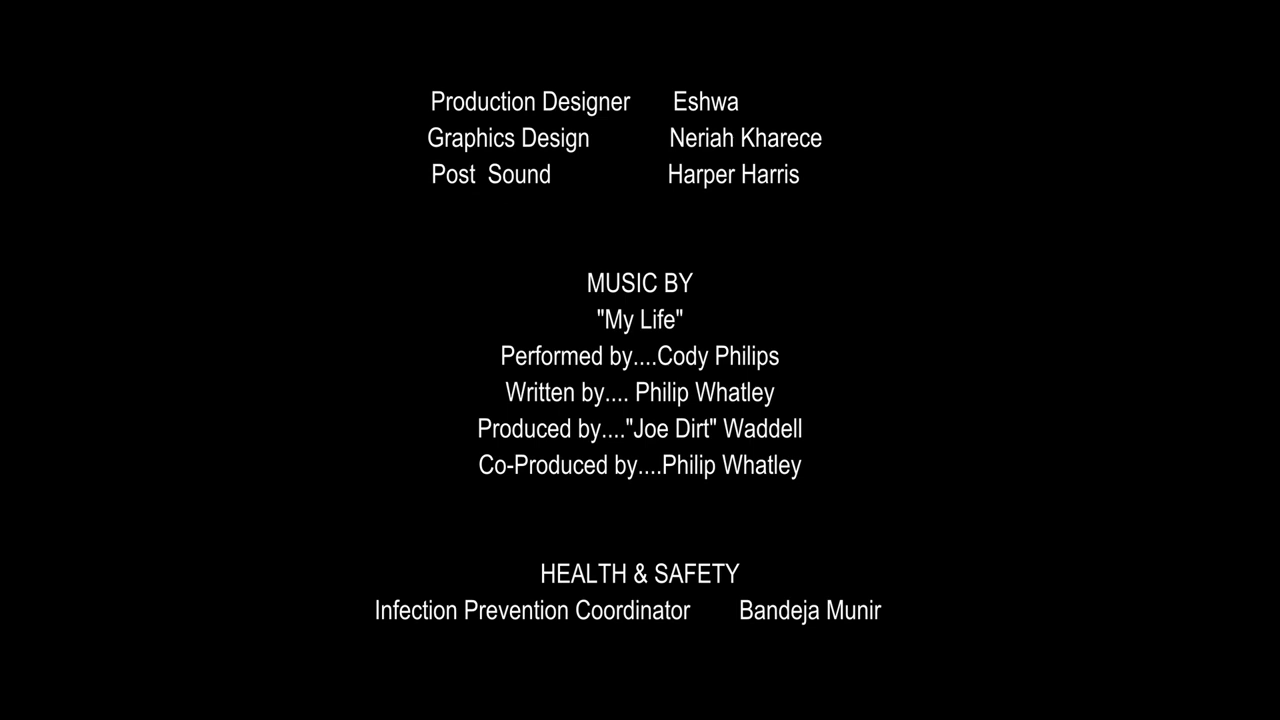 Production Designer Eshwa
Graphics Design Neriah Kharece
Post Sound Harper Harris
MUSIC BY
"My Life"
Performed by....Cody Philips
Written by.... Philip Whatley
Produced by...."Joe Dirt" Waddell
Co-Produced by....Philip Whatley
HEALTH & SAFETY
Infection Prevention Coordinator Bandeja Munir